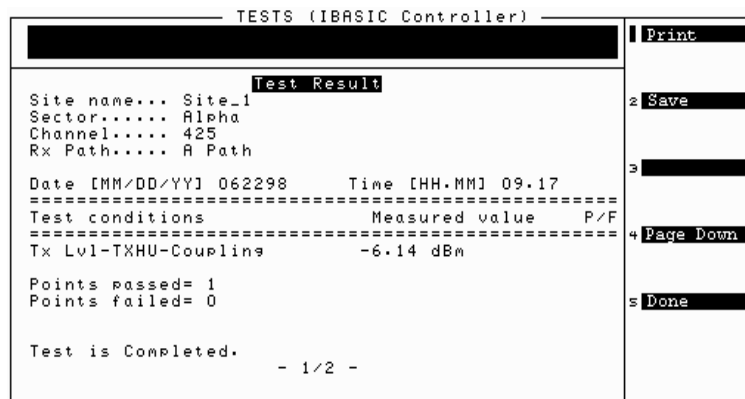 TESTS (IBASIC Controller)
1 Print
Test Result
Site name... Site_1
2 Save
Sector...... Alpha
Channel..... 425
Rx Path..... A Path
3
Date [MM/DD/YY] 062298 Time [HH.MM] 09.17
==================================================
Test conditions Measured value P/F
==================================================
4 Page Down
Tx Lvl-TXHU-Coupling -6.14 dBm
Points passed= 1
Points failed= 0
5 Done
Test is Completed.
- 1/2 -